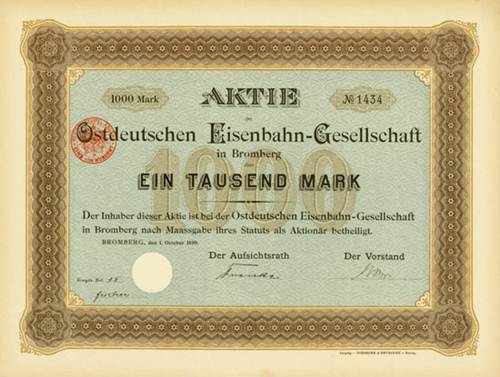 1000 Mark
AKTIE
№ 1434
der
Ostdeutschen Eisenbahn-Gesellschaft
in Bromberg
über
1000
EIN TAUSEND MARK
Der Inhaber dieser Aktie ist bei der Ostdeutschen Eisenbahn-Gesellschaft
in Bromberg nach Maassgabe ihres Statuts als Aktionär betheiligt.
BROMBERG, den 1. October 1899.
Der Aufsichtsrath
Der Vorstand
Fischer